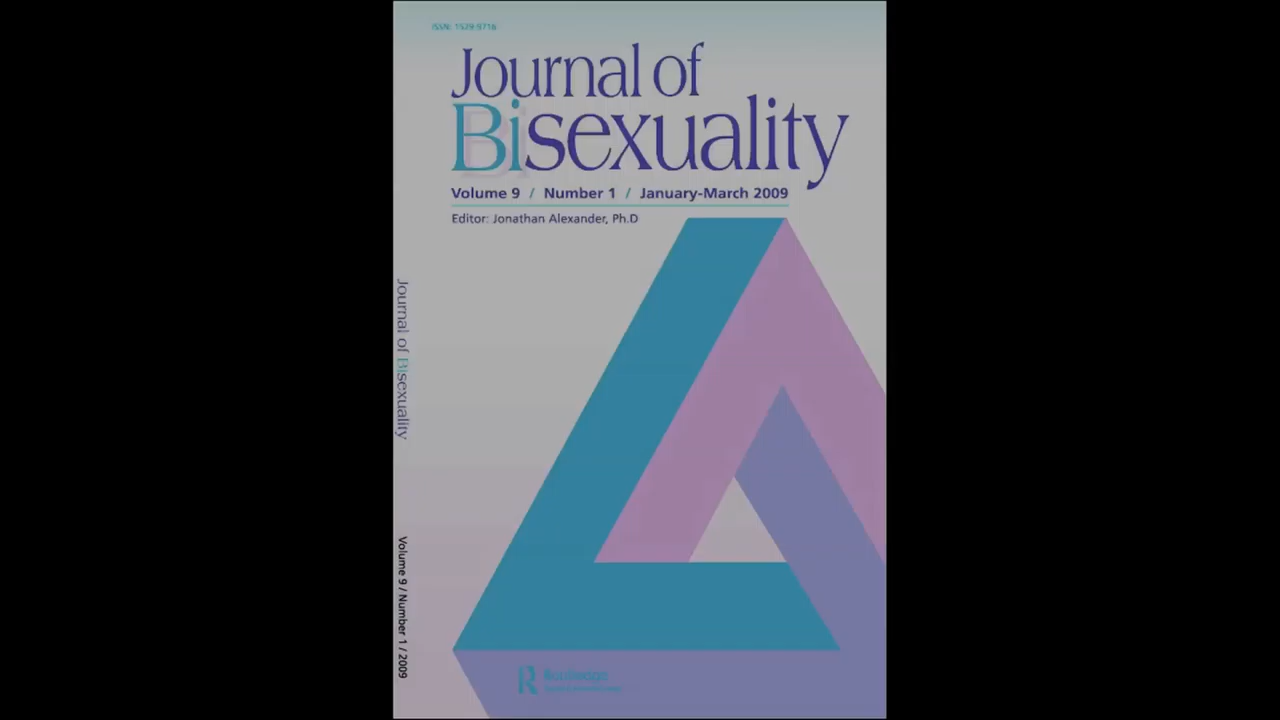 ISSN: 1529-9716
Journal of
Bisexuality
Volume 9 / Number 1 / January-March 2009
Editor: Jonathan Alexander, Ph.D
Journal of Bisexuality
Volume 9 / Number 1 / 2009
Routledge